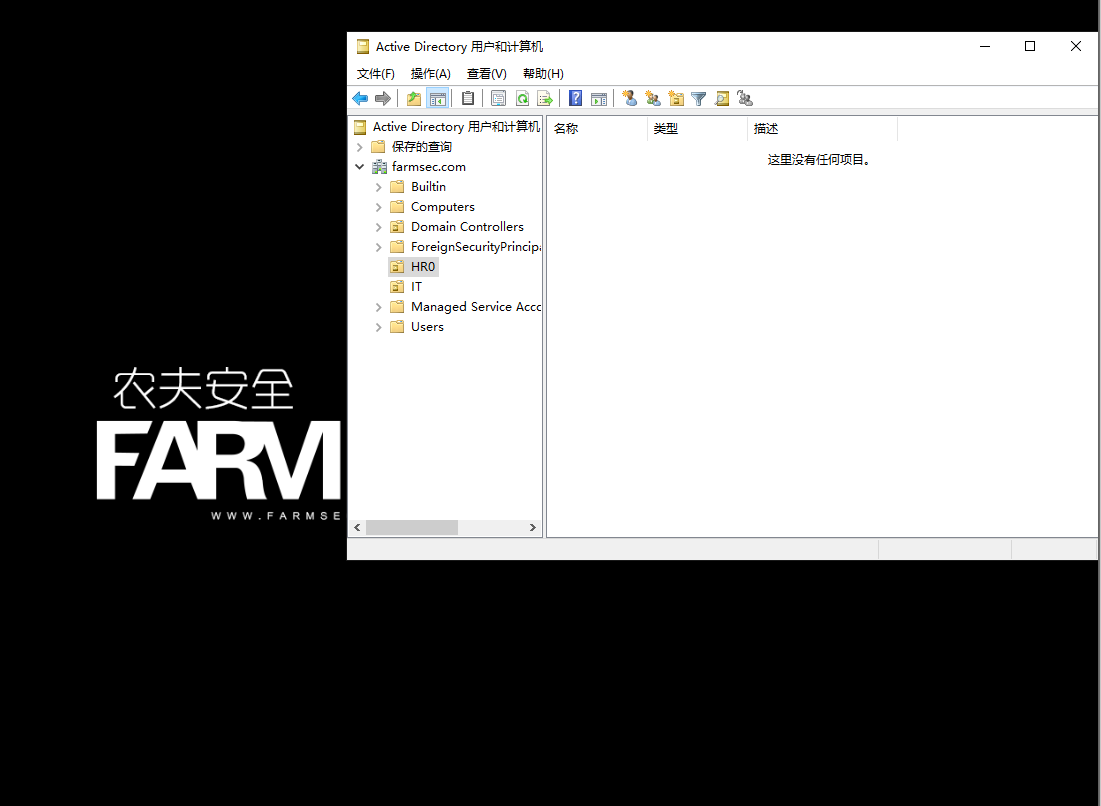 Active Directory 用户和计算机
文件(F) 操作(A) 查看(V) 帮助(H)
Active Directory 用户和计算机
名称 类型 描述
保存的查询
这里没有任何项目。
farmsec.com
Builtin
Computers
Domain Controllers
ForeignSecurityPrincipa
HR0
IT
Managed Service Acco
Users
农夫安全
FARM
WWW.FARMSE